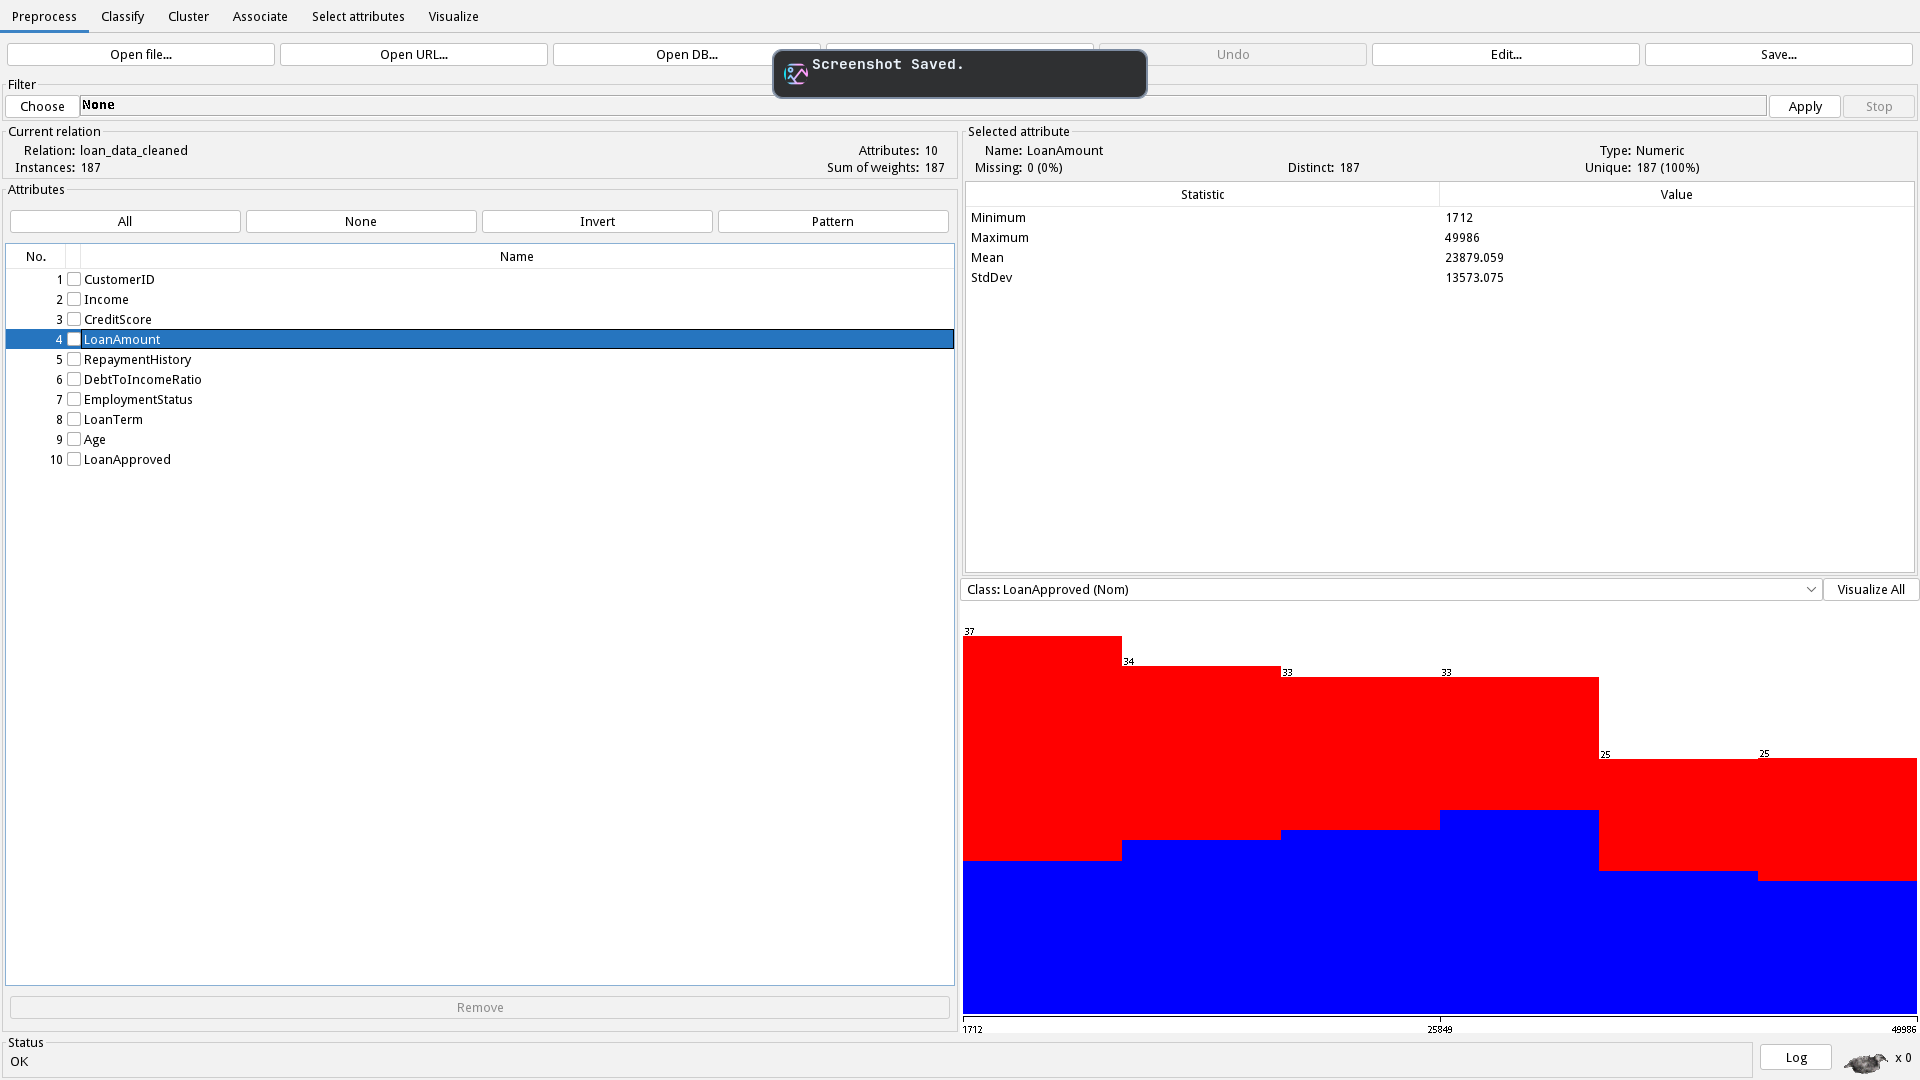 Preprocess Classify Cluster Associate Select attributes Visualize
Open file... Open URL... Open DB... Undo Edit... Save...
Screenshot Saved.
Filter
Choose None Apply Stop
Current relation
Relation: loan_data_cleaned Attributes: 10
Instances: 187 Sum of weights: 187
Attributes
All None Invert Pattern
No. Name
1 CustomerID
2 Income
3 CreditScore
4 LoanAmount
5 RepaymentHistory
6 DebtToIncomeRatio
7 EmploymentStatus
8 LoanTerm
9 Age
10 LoanApproved
Remove
Selected attribute
Name: LoanAmount Type: Numeric
Missing: 0 (0%) Distinct: 187 Unique: 187 (100%)
Statistic Value
Minimum 1712
Maximum 49986
Mean 23879.059
StdDev 13573.075
Class: LoanApproved (Nom) Visualize All
37
34
33
33
25
25
1712 25849 49986
Status
OK
Log x 0